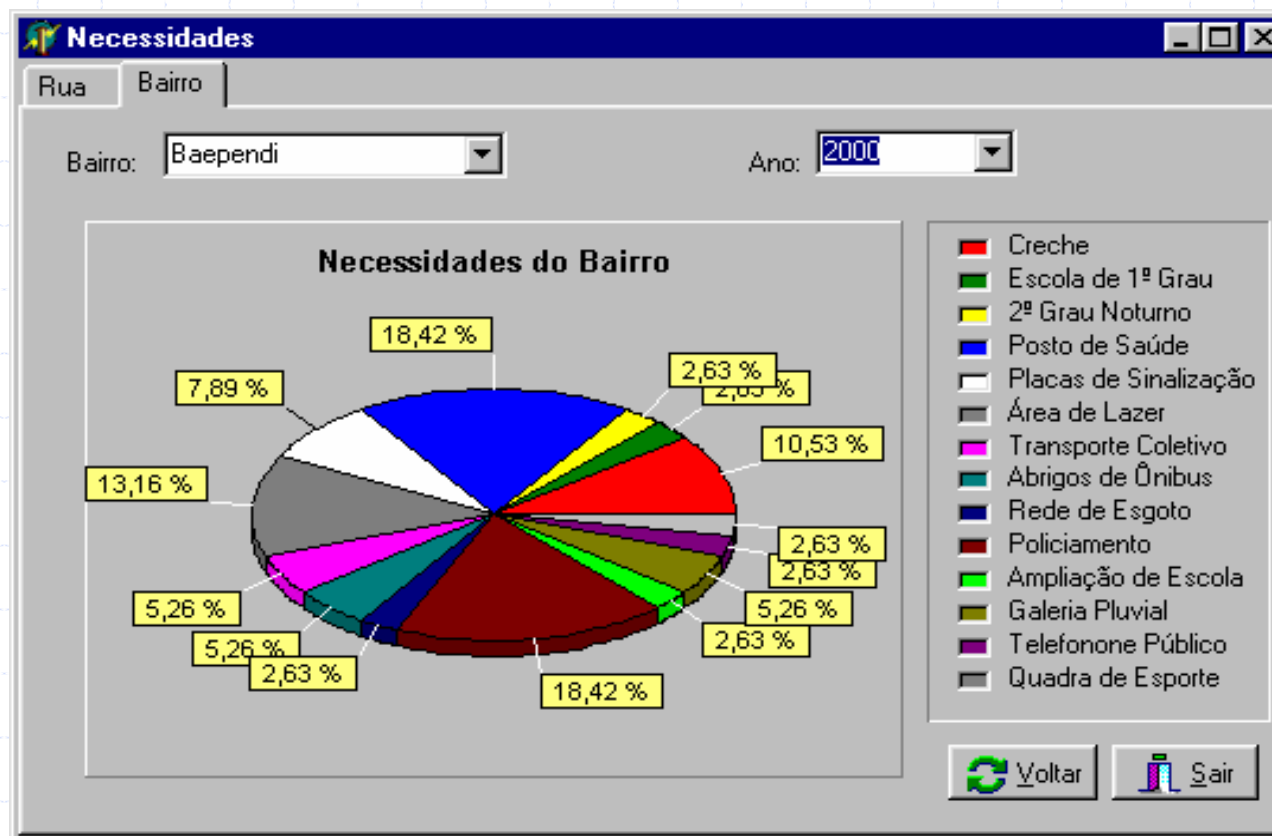 Necessidades
Rua
Bairro
Bairro:
Baependi
Ano:
2000
Necessidades do Bairro
18,42 %
2,63 %
2,63 %
7,89 %
10,53 %
13,16 %
2,63 %
2,63 %
5,26 %
5,26 %
5,26 %
2,63 %
2,63 %
18,42 %
Creche
Escola de 1º Grau
2º Grau Noturno
Posto de Saúde
Placas de Sinalização
Área de Lazer
Transporte Coletivo
Abrigos de Ônibus
Rede de Esgoto
Policiamento
Ampliação de Escola
Galeria Pluvial
Telefonone Público
Quadra de Esporte
Voltar
Sair